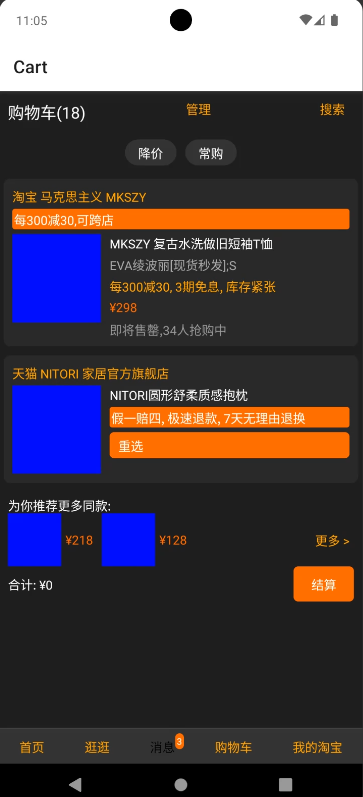 11:05
Cart
购物车(18) 管理 搜索
降价 常购
淘宝 马克思主义 MKSZY
每300减30,可跨店
MKSZY 复古水洗做旧短袖T恤
EVA绫波丽[现货秒发];S
每300减30, 3期免息, 库存紧张
¥298
即将售罄,34人抢购中
天猫 NITORI 家居官方旗舰店
NITORI圆形舒柔质感抱枕
假一赔四, 极速退款, 7天无理由退换
重选
为你推荐更多同款:
¥218 ¥128 更多 >
合计: ¥0 结算
首页 逛逛 消息 3 购物车 我的淘宝